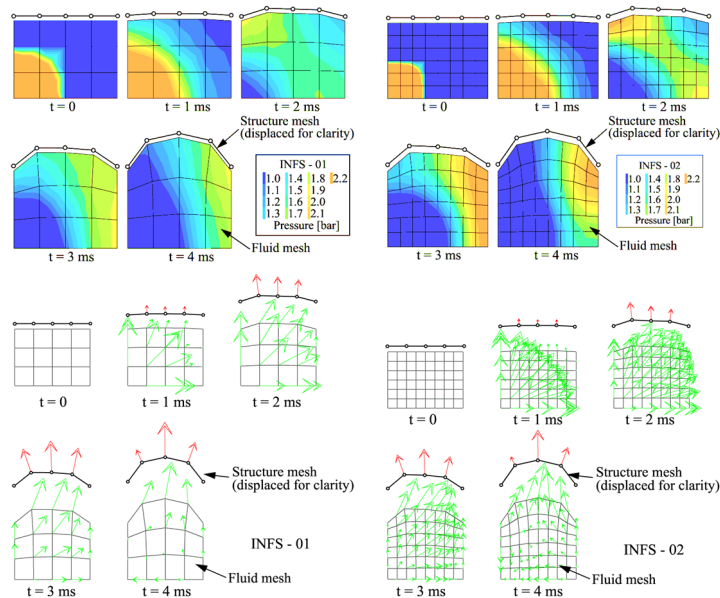 t = 0
t = 1 ms
t = 2 ms
Structure mesh
(displaced for clarity)
INFS - 01
1.0 1.4 1.8 2.2
1.1 1.5 1.9
1.2 1.6 2.0
1.3 1.7 2.1
Pressure [bar]
Fluid mesh
t = 3 ms
t = 4 ms
t = 0
t = 1 ms
t = 2 ms
Structure mesh
(displaced for clarity)
INFS - 02
1.0 1.4 1.8 2.2
1.1 1.5 1.9
1.2 1.6 2.0
1.3 1.7 2.1
Pressure [bar]
Fluid mesh
t = 3 ms
t = 4 ms
t = 0
t = 1 ms
t = 2 ms
Structure mesh
(displaced for clarity)
INFS - 01
Fluid mesh
t = 3 ms
t = 4 ms
t = 0
t = 1 ms
t = 2 ms
Structure mesh
(displaced for clarity)
INFS - 02
Fluid mesh
t = 3 ms
t = 4 ms